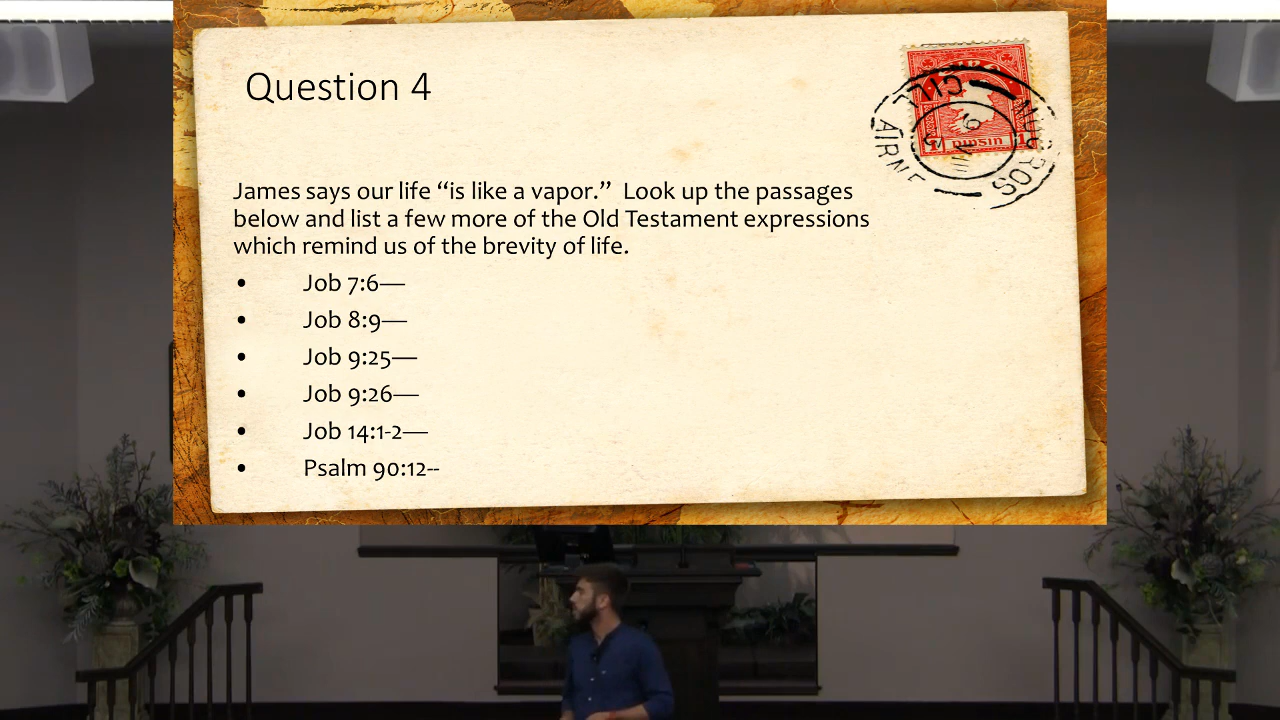 Question 4
James says our life “is like a vapor.”  Look up the passages
below and list a few more of the Old Testament expressions
which remind us of the brevity of life.
• Job 7:6—
• Job 8:9—
• Job 9:25—
• Job 9:26—
• Job 14:1-2—
• Psalm 90:12--
pinsin